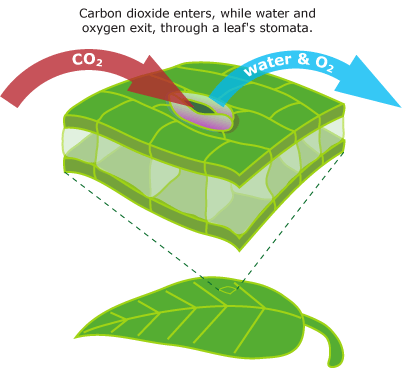 Carbon dioxide enters, while water and
oxygen exit, through a leaf's stomata.
CO₂
water & O₂